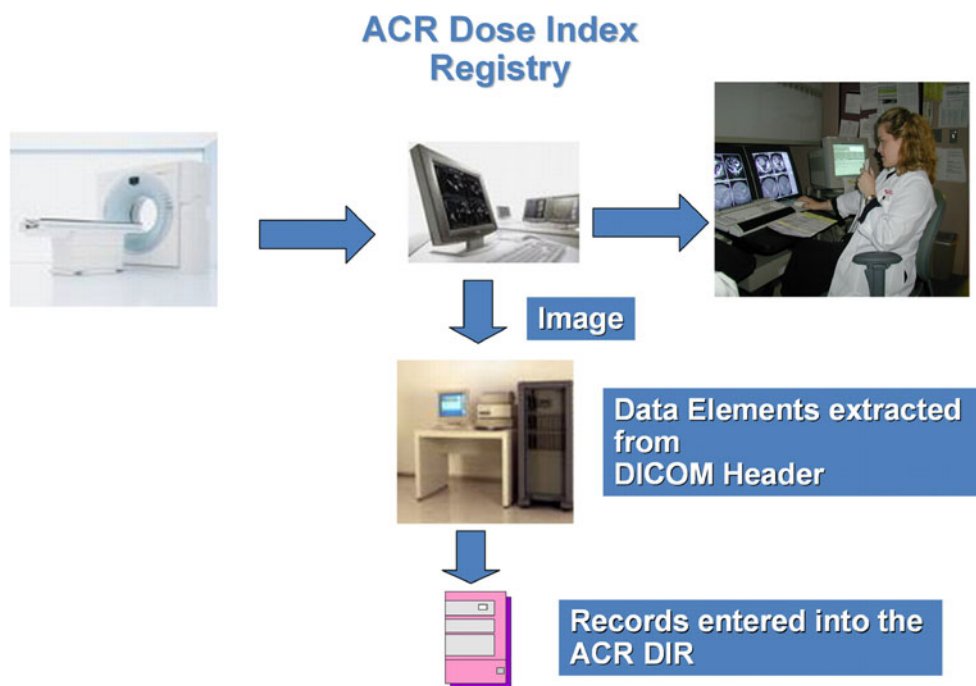 ACR Dose Index
Registry
Image
Data Elements extracted
from
DICOM Header
Records entered into the
ACR DIR